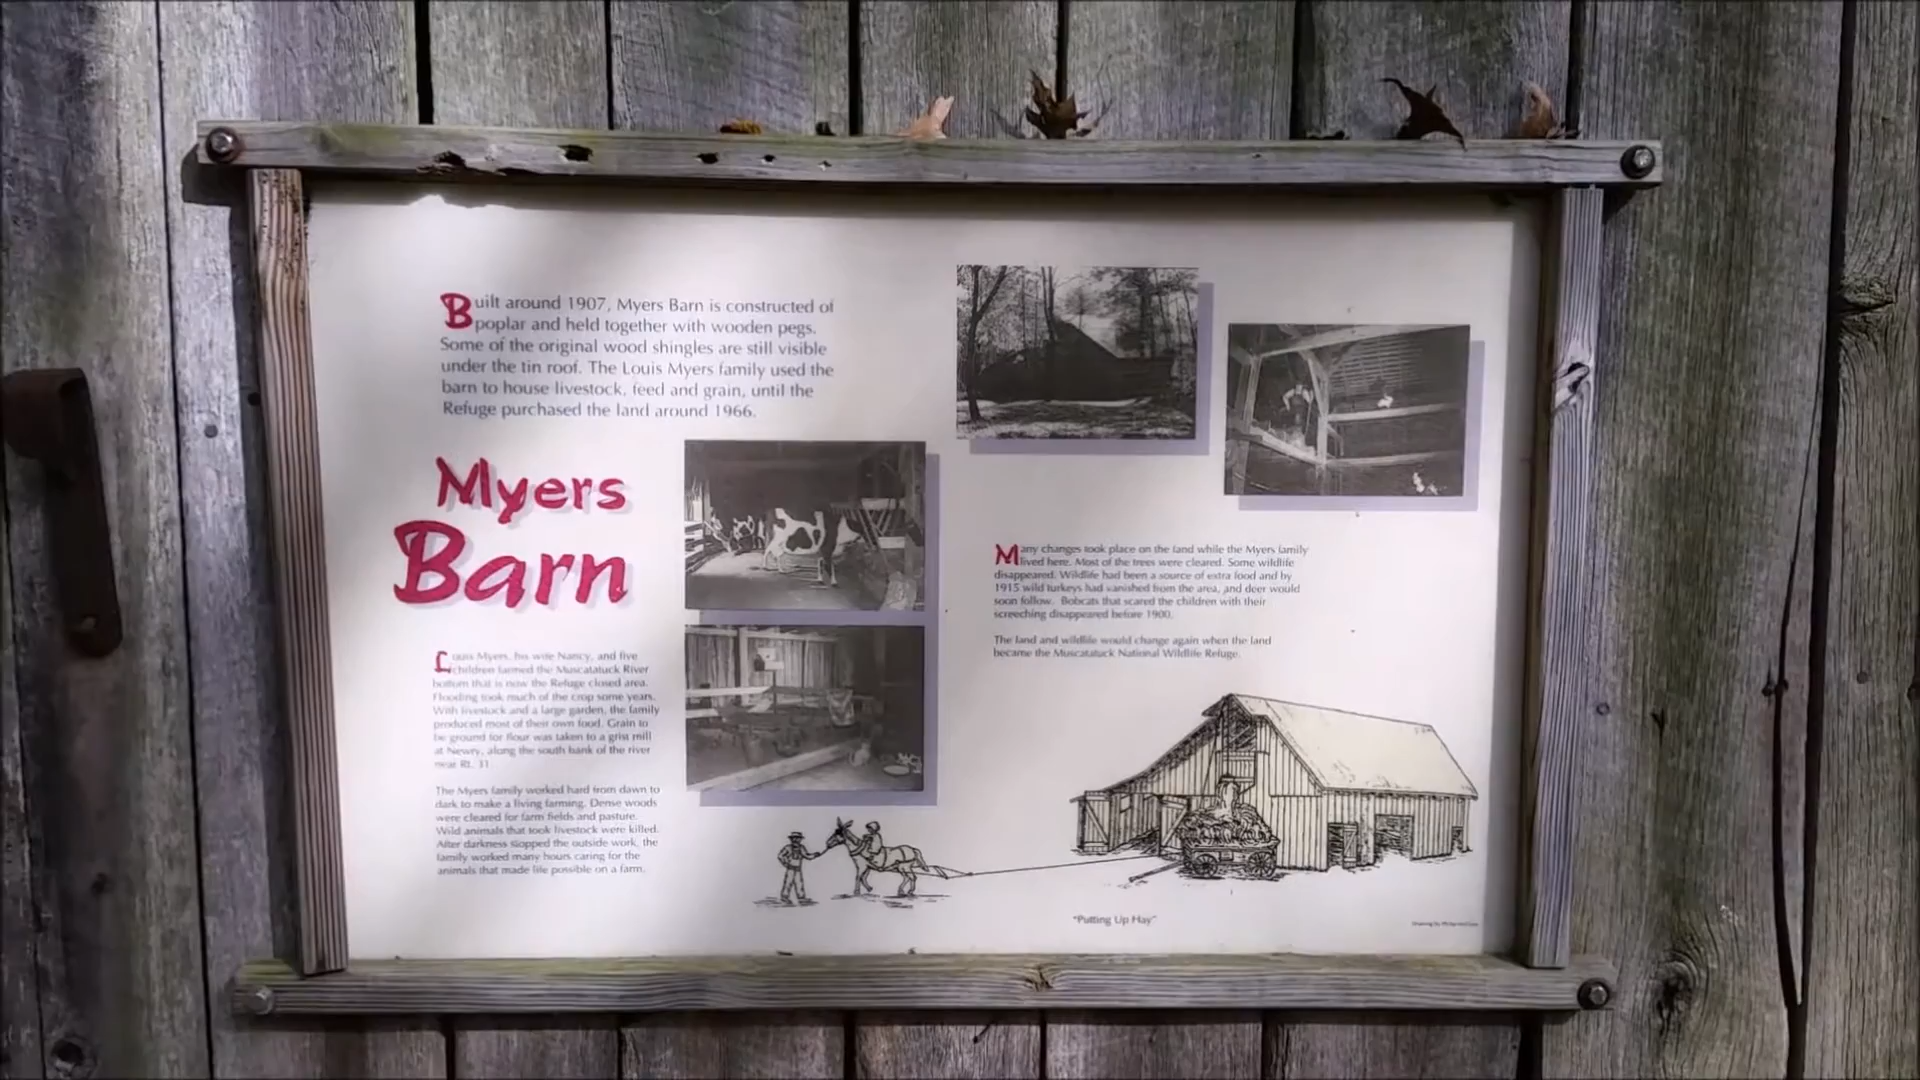 Built around 1907, Myers Barn is constructed of
poplar and held together with wooden pegs.
Some of the original wood shingles are still visible
under the tin roof. The Louis Myers family used the
barn to house livestock, feed and grain, until the
Refuge purchased the land around 1966.
Myers
Barn
Louis Myers, his wife Nancy, and five
children farmed the Muscatatuck River
bottom that is now the Refuge closed area.
Flooding took much of the crop some years.
With livestock and a large garden, the family
produced most of their own food. Grain to
be ground for flour was taken to a grist mill
at Newry, along the south bank of the river
near Rt. 31
The Myers family worked hard from dawn to
dark to make a living farming. Dense woods
were cleared for farm fields and pasture.
Wild animals that took livestock were killed.
After darkness stopped the outside work, the
family worked many hours caring for the
animals that made life possible on a farm.
Many changes took place on the land while the Myers family
lived here. Most of the trees were cleared. Some wildlife
disappeared. Wildlife had been a source of extra food and by
1915 wild turkeys had vanished from the area, and deer would
soon follow. Bobcats that scared the children with their
screeching disappeared before 1900.
The land and wildlife would change again when the land
became the Muscatatuck National Wildlife Refuge.
"Putting Up Hay"
Drawing by